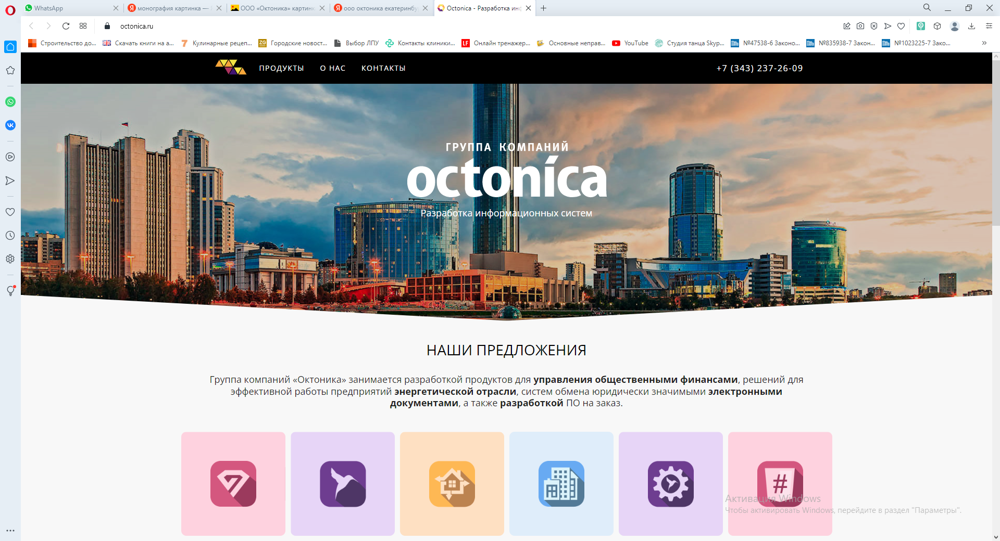 WhatsApp
монография картинка —
ООО «Октоника» картин
ооо октоника екатеринбу
Octonica - Разработка ин
octonica.ru
Строительство до...
Скачать книги на а...
Кулинарные рецеп...
Городские новост...
Выбор ЛПУ
Контакты клиники...
Онлайн тренажер...
Основные неправ...
YouTube
Студия танца Skyp...
№47538-6 Законо...
№835938-7 Закон...
№1023225-7 Зако...
ПРОДУКТЫ
О НАС
КОНТАКТЫ
+7 (343) 237-26-09
ГРУППА КОМПАНИЙ
octoníca
Разработка информационных систем
НАШИ ПРЕДЛОЖЕНИЯ
Группа компаний «Октоника» занимается разработкой продуктов для управления общественными финансами, решений для
эффективной работы предприятий энергетической отрасли, систем обмена юридически значимыми электронными
документами, а также разработкой ПО на заказ.
#
Активация Windows
Чтобы активировать Windows, перейдите в раздел "Параметры".